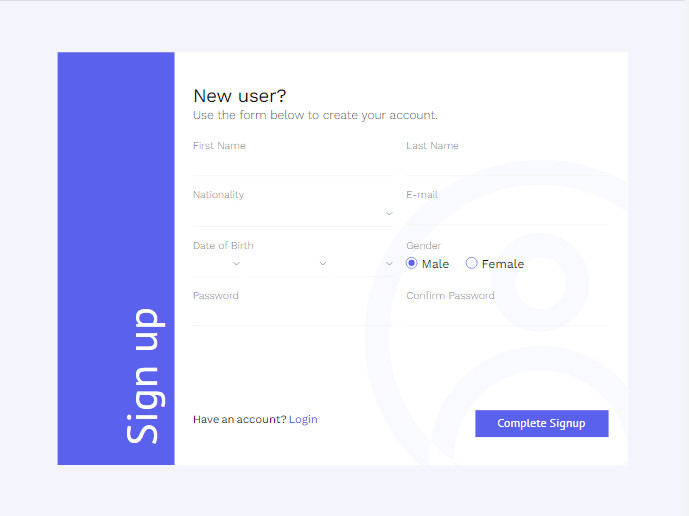 Sign up
New user?
Use the form below to create your account.
First Name
Last Name
Nationality
E-mail
Date of Birth
Gender
Male
Female
Password
Confirm Password
Have an account? Login
Complete Signup